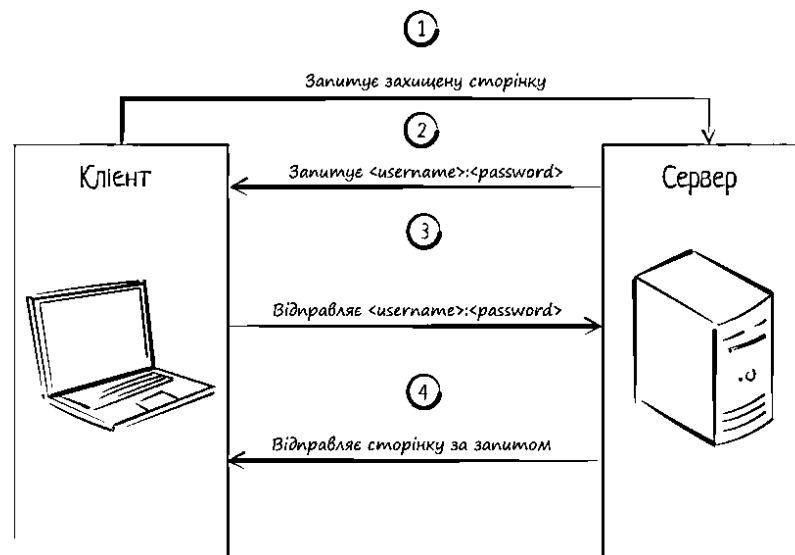 1
Запитує захищену сторінку
2
Клієнт
Запитує <username>:<password>
Сервер
3
Відправляє <username>:<password>
4
Відправляє сторінку за запитом